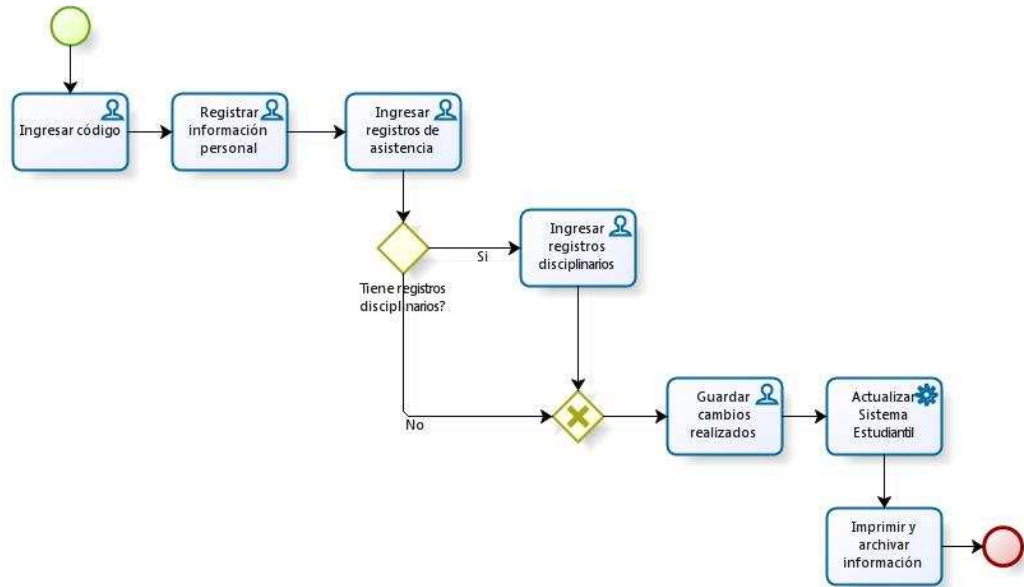 Ingresar código
Registrar
información
personal
Ingresar
registros de
asistencia
Ingresar
registros
disciplinarios
Si
Tiene registros
disciplinarios?
No
Guardar
cambios
realizados
Actualizar
Sistema
Estudiantil
Imprimir y
archivar
información